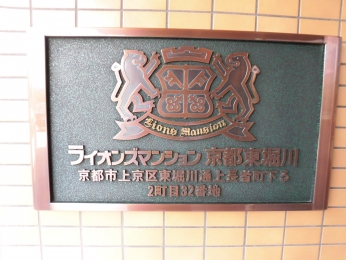 Lions Mansion
ライオンズマンション 京都東堀川
京都市上京区東堀川通上長者町下る
2町目32番地